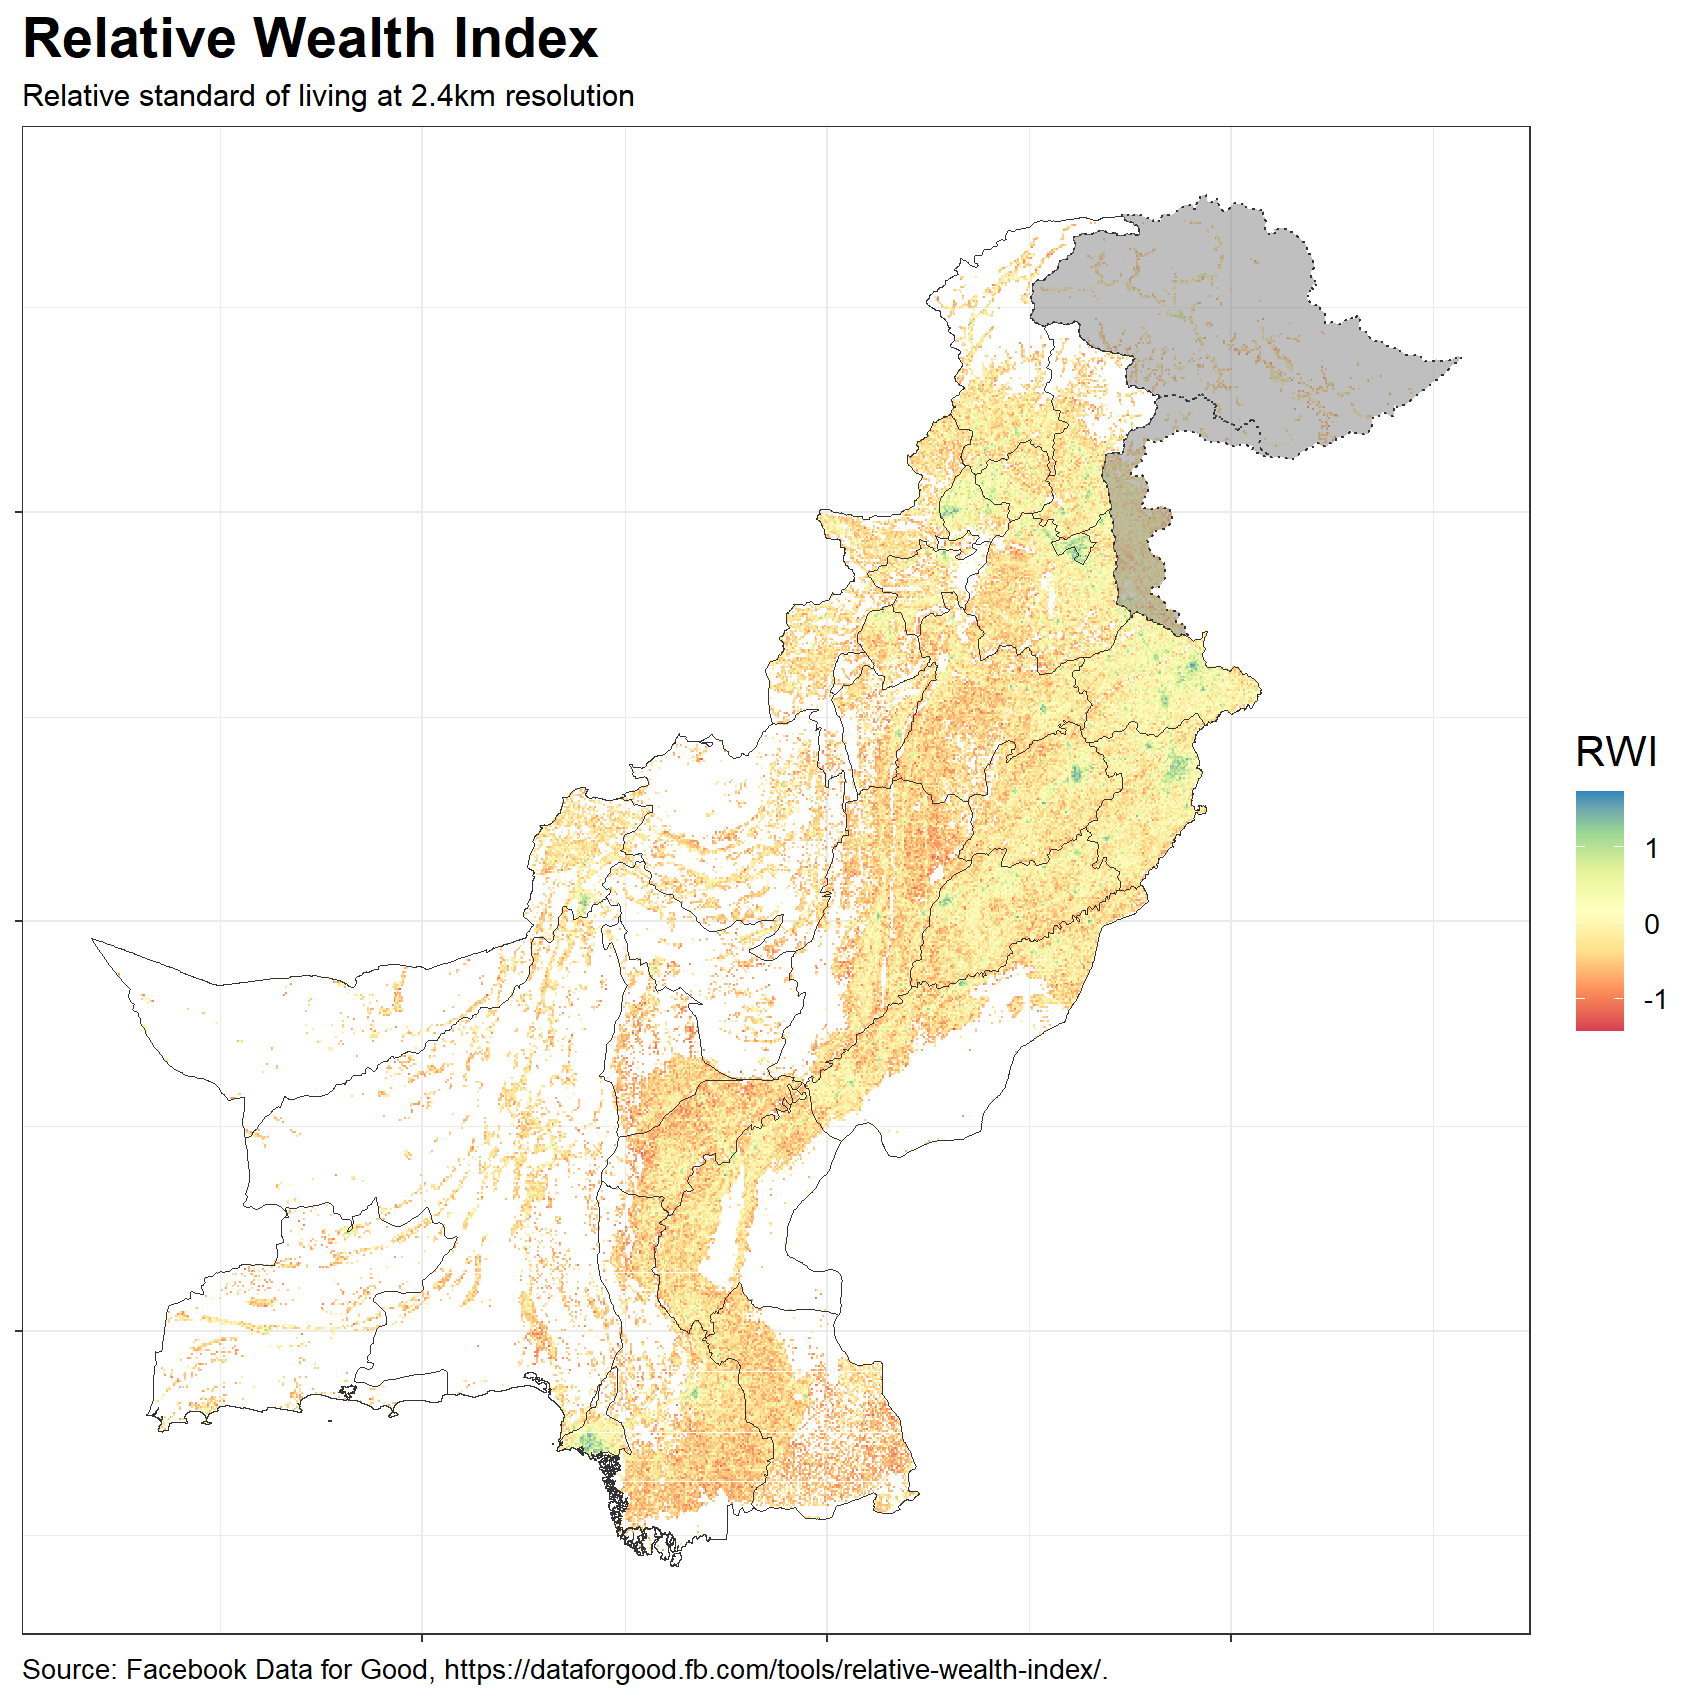 Relative Wealth Index
Relative standard of living at 2.4km resolution
RWI
1
0
-1
Source: Facebook Data for Good, https://dataforgood.fb.com/tools/relative-wealth-index/.